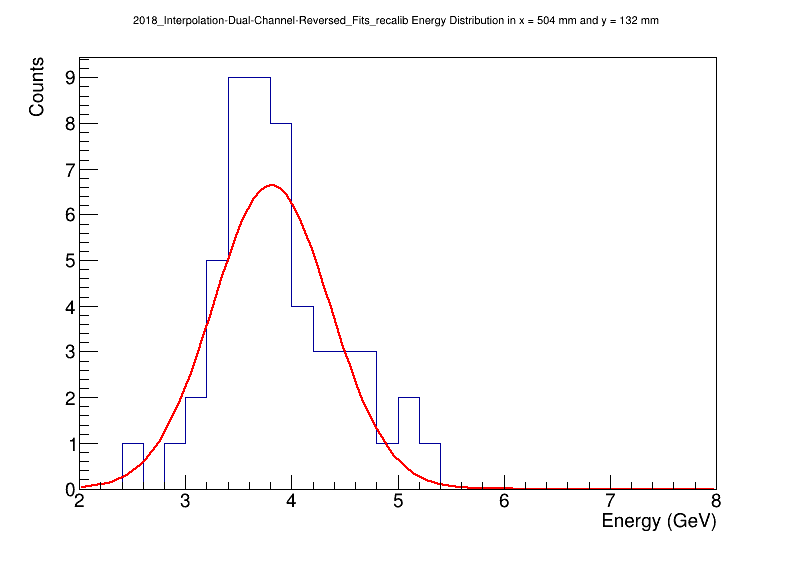 2018_Interpolation-Dual-Channel-Reversed_Fits_recalib Energy Distribution in x = 504 mm and y = 132 mm
Counts
9
8
7
6
5
4
3
2
1
0
2 3 4 5 6 7 8
Energy (GeV)